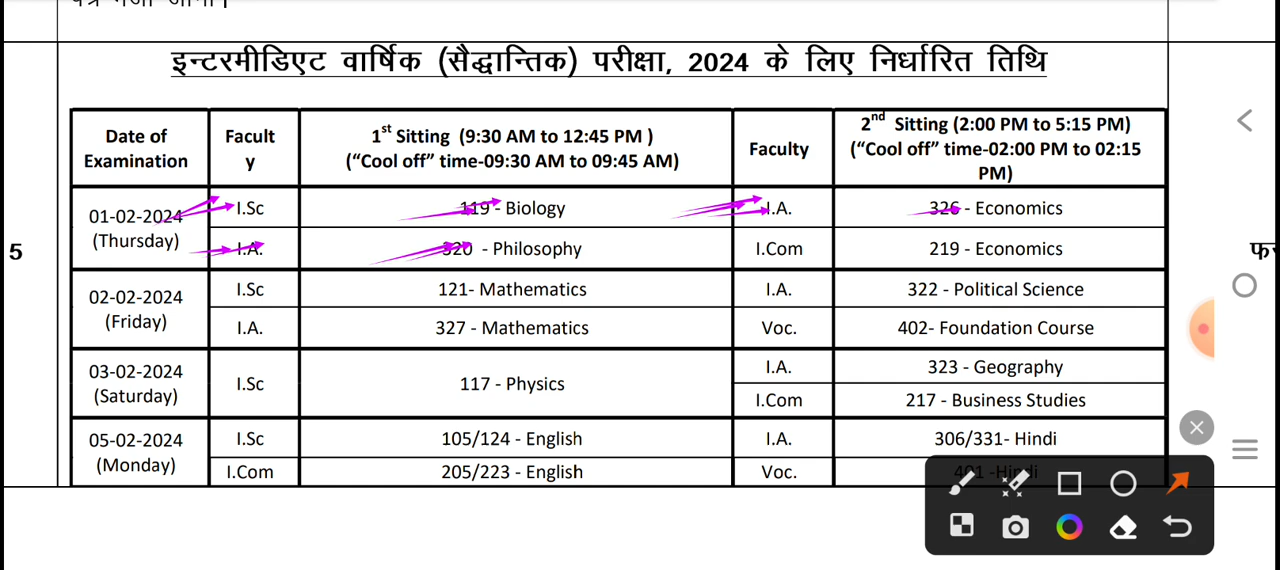 इन्टरमीडिएट वार्षिक (सैद्धान्तिक) परीक्षा, 2024 के लिए निर्धारित तिथि
Date of Examination
Facult y
1st Sitting (9:30 AM to 12:45 PM )
("Cool off" time-09:30 AM to 09:45 AM)
Faculty
2nd Sitting (2:00 PM to 5:15 PM)
("Cool off" time-02:00 PM to 02:15 PM)
5
01-02-2024 (Thursday)
I.Sc
119 - Biology
I.A.
326 - Economics
I.A.
320 - Philosophy
I.Com
219 - Economics
02-02-2024 (Friday)
I.Sc
121- Mathematics
I.A.
322 - Political Science
I.A.
327 - Mathematics
Voc.
402- Foundation Course
03-02-2024 (Saturday)
I.Sc
117 - Physics
I.A.
323 - Geography
I.Com
217 - Business Studies
05-02-2024 (Monday)
I.Sc
105/124 - English
I.A.
306/331- Hindi
I.Com
205/223 - English
Voc.
401 -Hindi